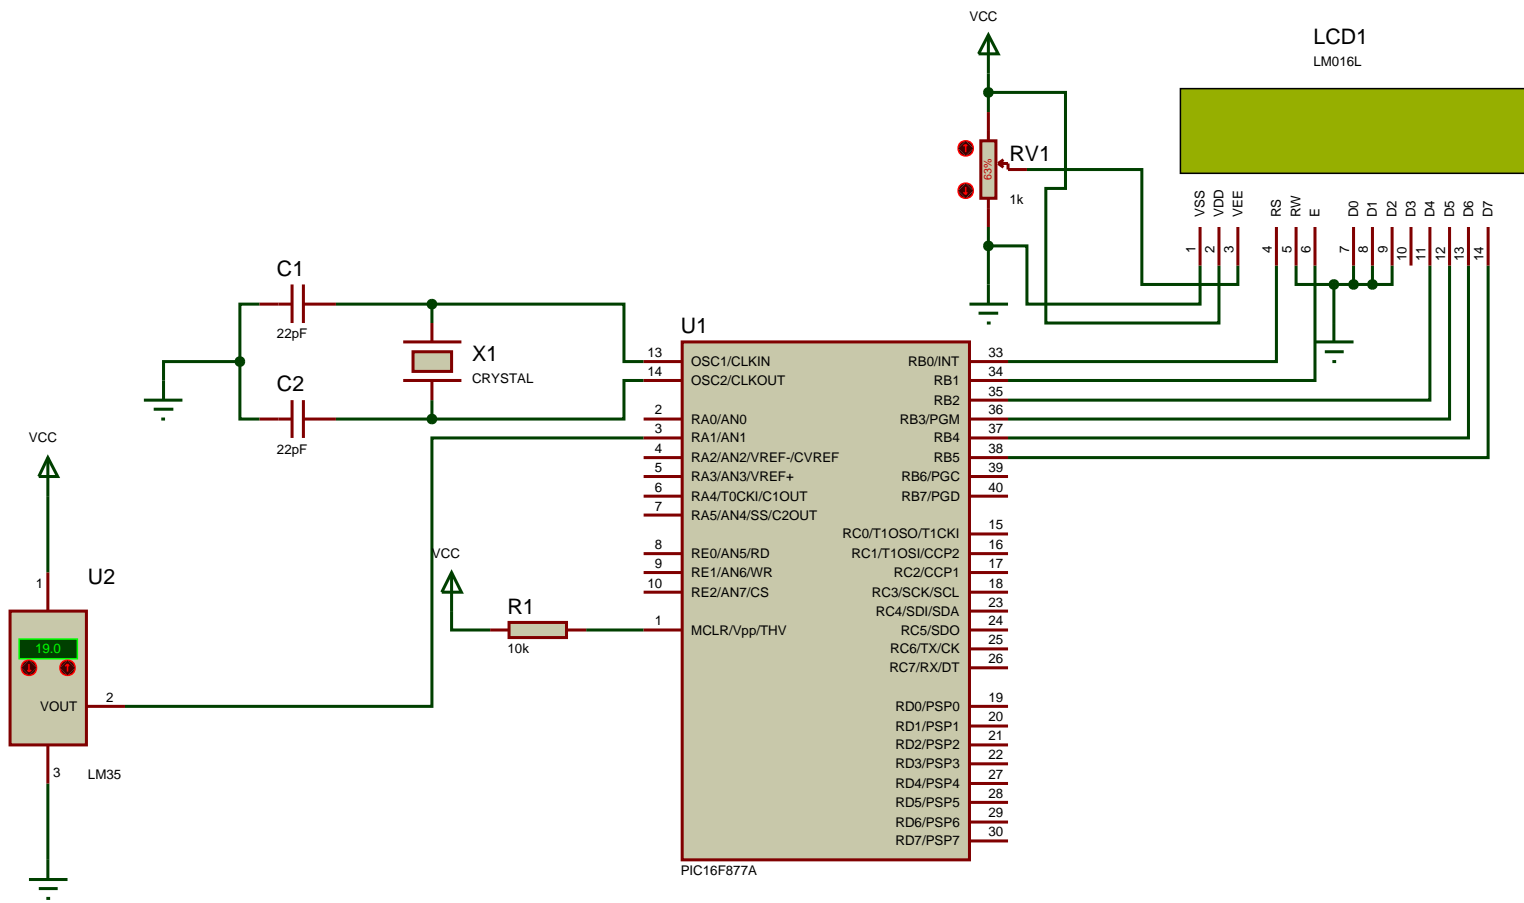 VCC
LCD1
LM016L
RV1
63%
1k
VSS
VDD
VEE
RS
RW
E
D0
D1
D2
D3
D4
D5
D6
D7
1
2
3
4
5
6
7
8
9
10
11
12
13
14
C1
22pF
X1
CRYSTAL
C2
22pF
U1
13 OSC1/CLKIN
14 OSC2/CLKOUT
2 RA0/AN0
3 RA1/AN1
4 RA2/AN2/VREF-/CVREF
5 RA3/AN3/VREF+
6 RA4/T0CKI/C1OUT
7 RA5/AN4/SS/C2OUT
8 RE0/AN5/RD
9 RE1/AN6/WR
10 RE2/AN7/CS
1 MCLR/Vpp/THV
RB0/INT 33
RB1 34
RB2 35
RB3/PGM 36
RB4 37
RB5 38
RB6/PGC 39
RB7/PGD 40
RC0/T1OSO/T1CKI 15
RC1/T1OSI/CCP2 16
RC2/CCP1 17
RC3/SCK/SCL 18
RC4/SDI/SDA 23
RC5/SDO 24
RC6/TX/CK 25
RC7/RX/DT 26
RD0/PSP0 19
RD1/PSP1 20
RD2/PSP2 21
RD3/PSP3 22
RD4/PSP4 27
RD5/PSP5 28
RD6/PSP6 29
RD7/PSP7 30
PIC16F877A
VCC
R1
10k
VCC
1
U2
19.0
VOUT
2
3
LM35